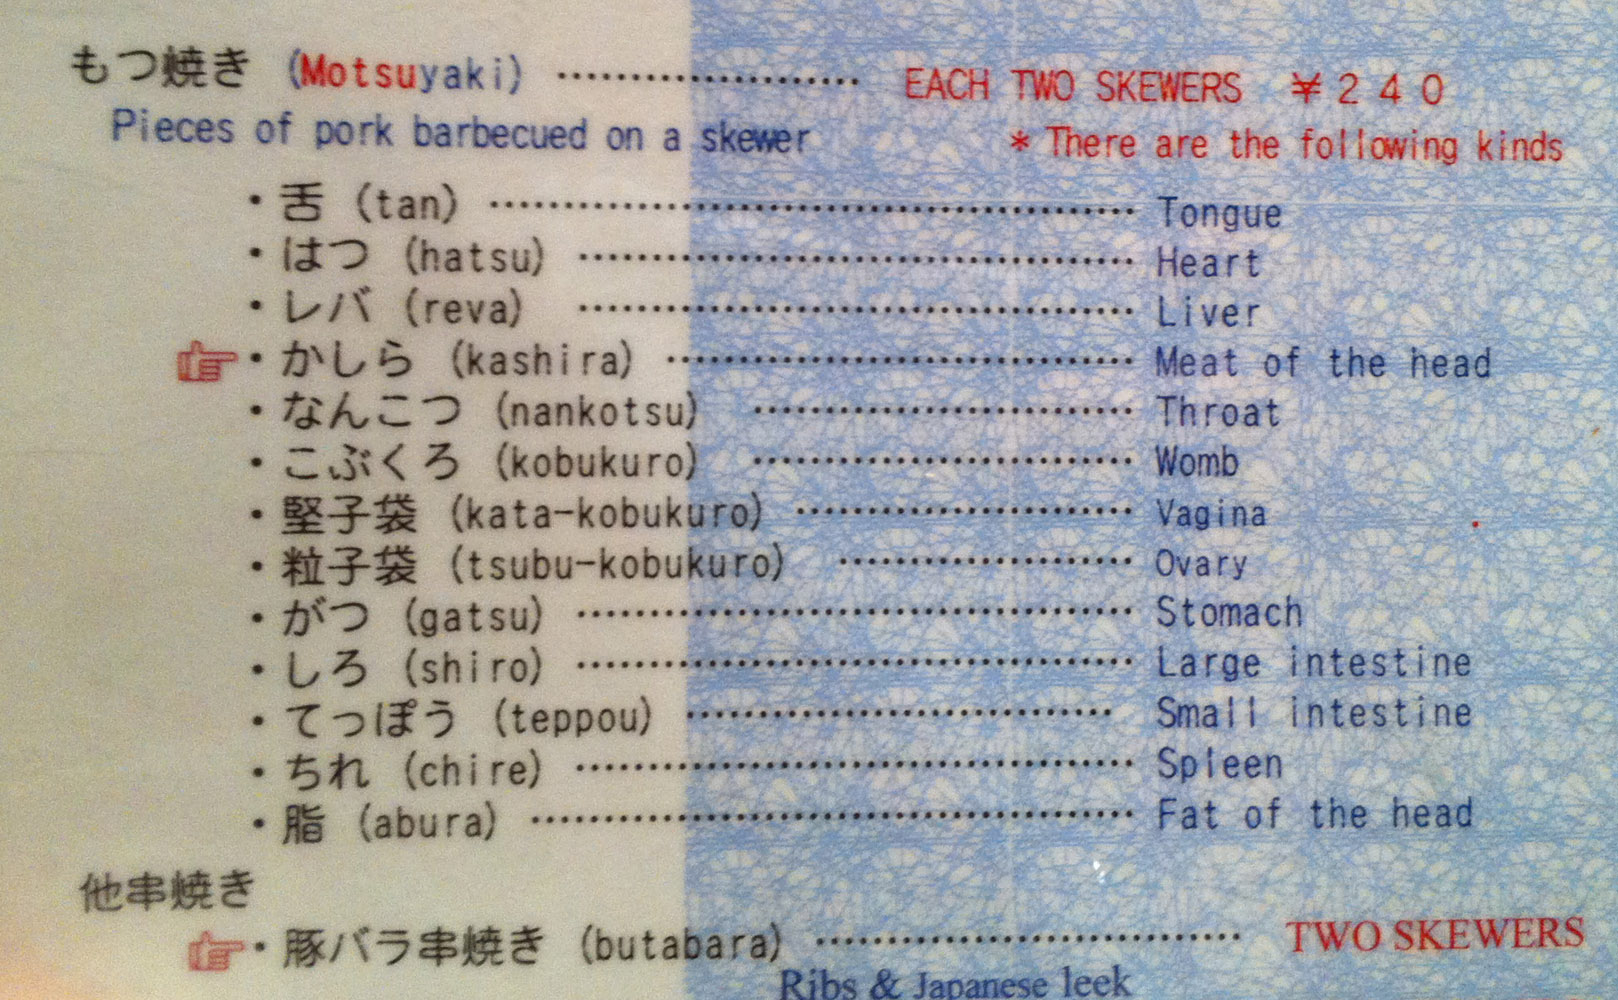 もつ焼き (Motsuyaki) ………………… EACH TWO SKEWERS ¥240
Pieces of pork barbecued on a skewer * There are the following kinds
・舌 (tan) ………………… Tongue
・はつ (hatsu) ………………… Heart
・レバ (reva) ………………… Liver
・かしら (kashira) ………………… Meat of the head
・なんこつ (nankotsu) ………………… Throat
・こぶくろ (kobukuro) ………………… Womb
・堅子袋 (kata-kobukuro) ………………… Vagina
・粒子袋 (tsubu-kobukuro) ………………… Ovary
・がつ (gatsu) ………………… Stomach
・しろ (shiro) ………………… Large intestine
・てっぽう (teppou) ………………… Small intestine
・ちれ (chire) ………………… Spleen
・脂 (abura) ………………… Fat of the head
他串焼き
・豚バラ串焼き (butabara) ………………… TWO SKEWERS
Ribs & Japanese leek